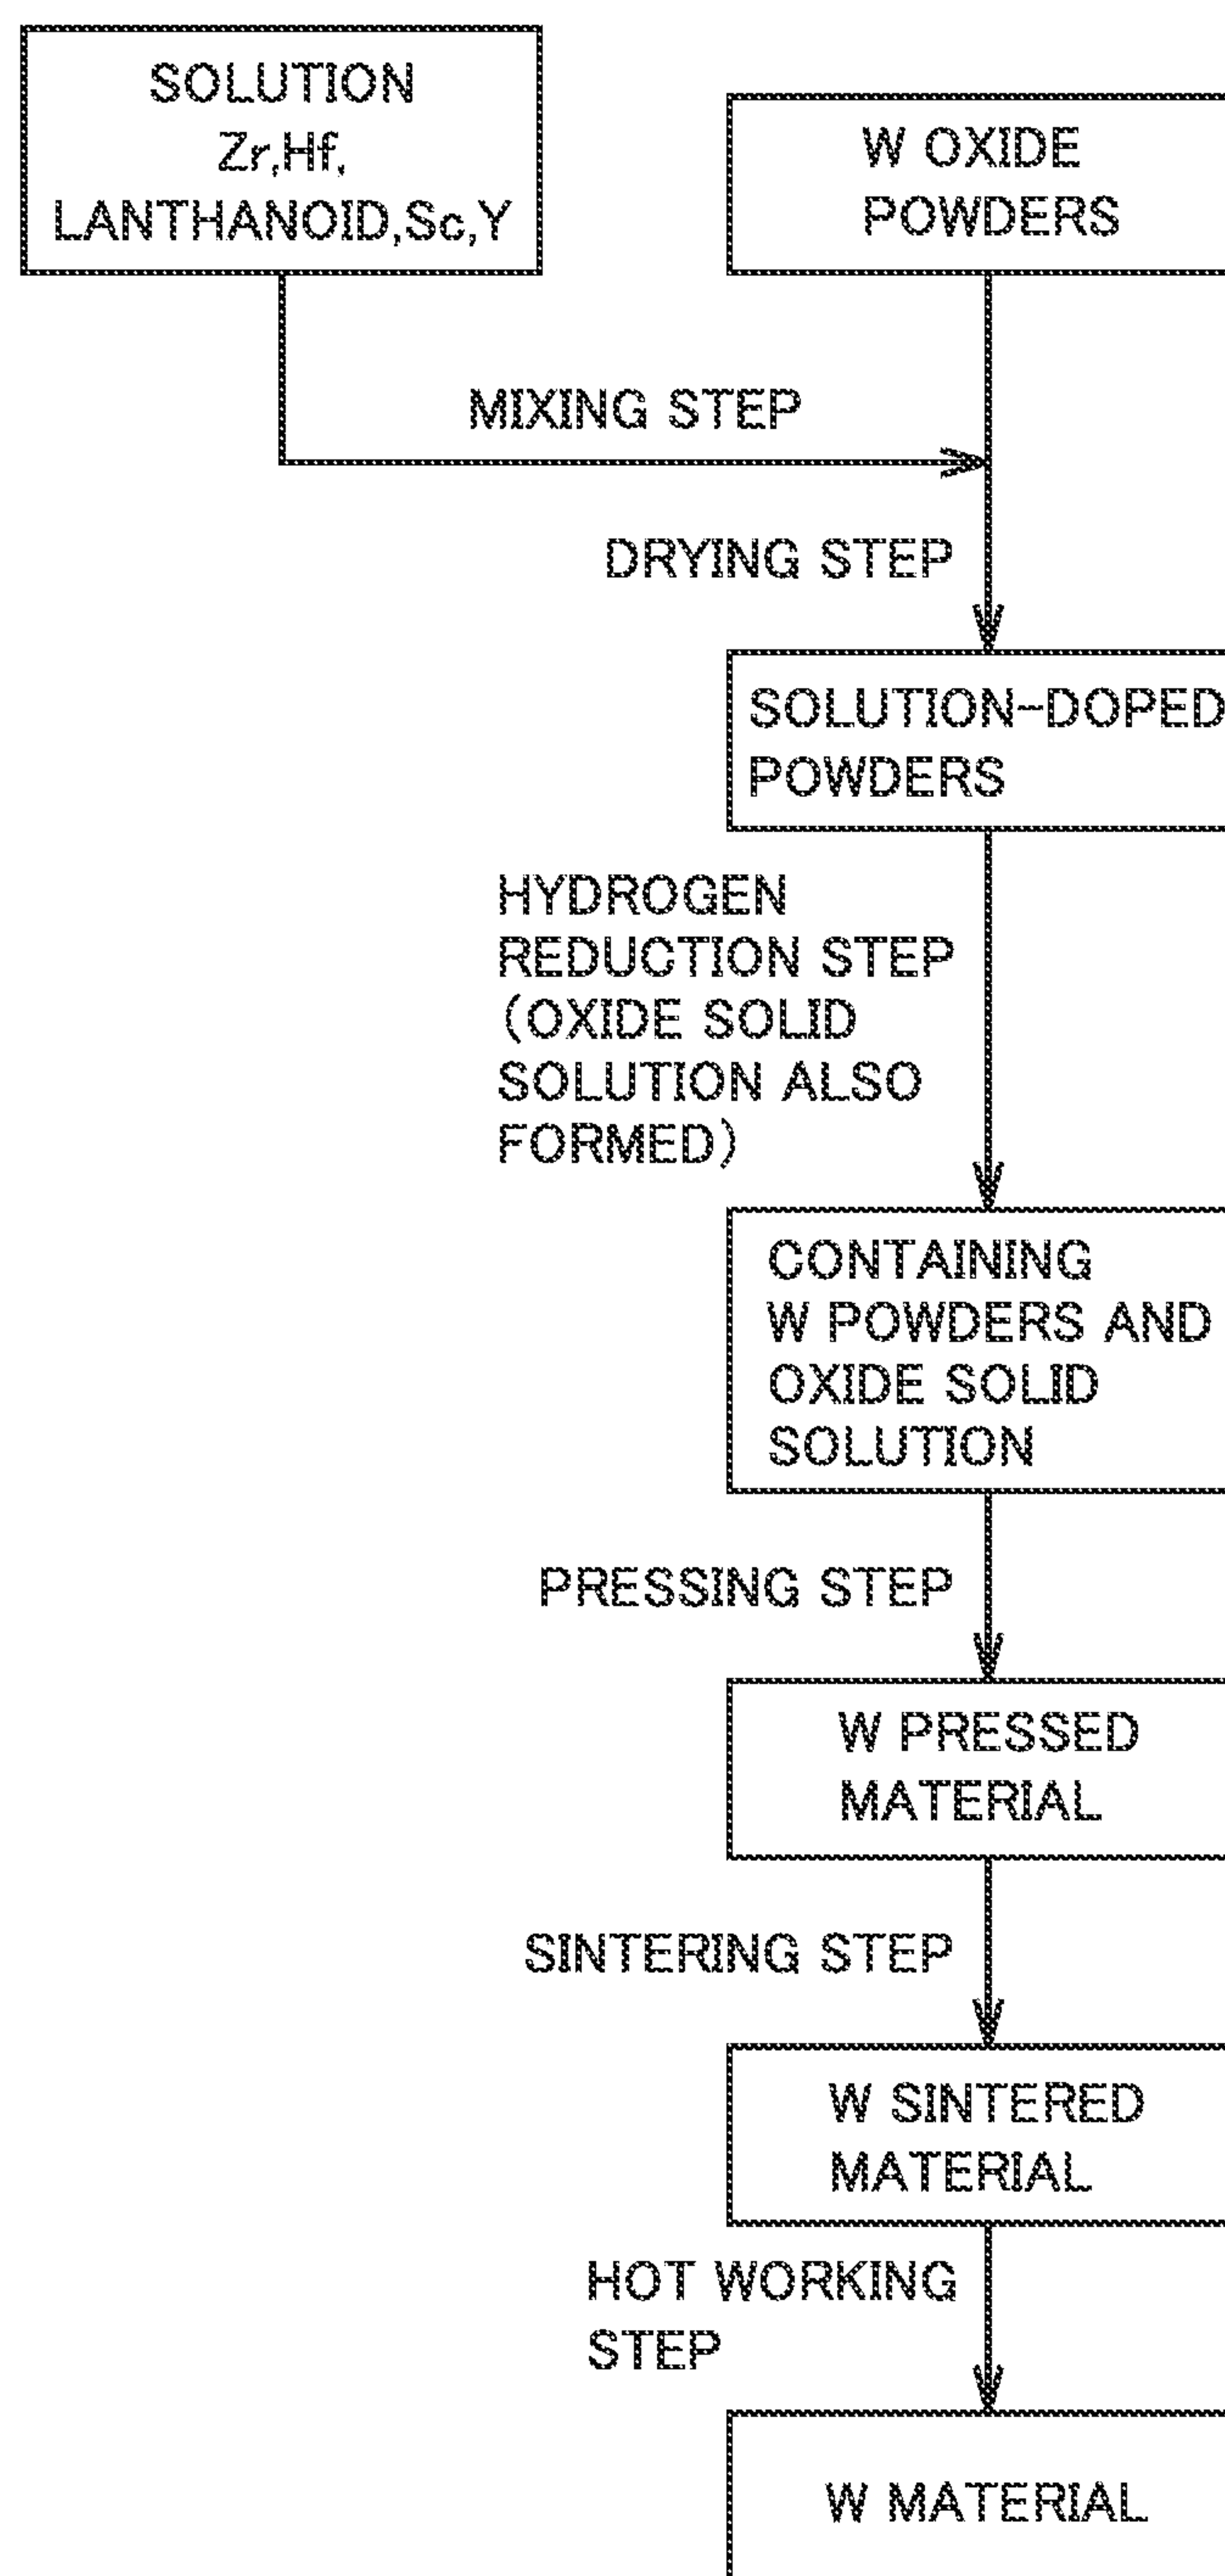 SOLUTION
Zr,Hf,
LANTHANOID,Sc,Y
W OXIDE
POWDERS
MIXING STEP
DRYING STEP
SOLUTION-DOPED
POWDERS
HYDROGEN
REDUCTION STEP
(OXIDE SOLID
SOLUTION ALSO
FORMED)
CONTAINING
W POWDERS AND
OXIDE SOLID
SOLUTION
PRESSING STEP
W PRESSED
MATERIAL
SINTERING STEP
W SINTERED
MATERIAL
HOT WORKING
STEP
W MATERIAL